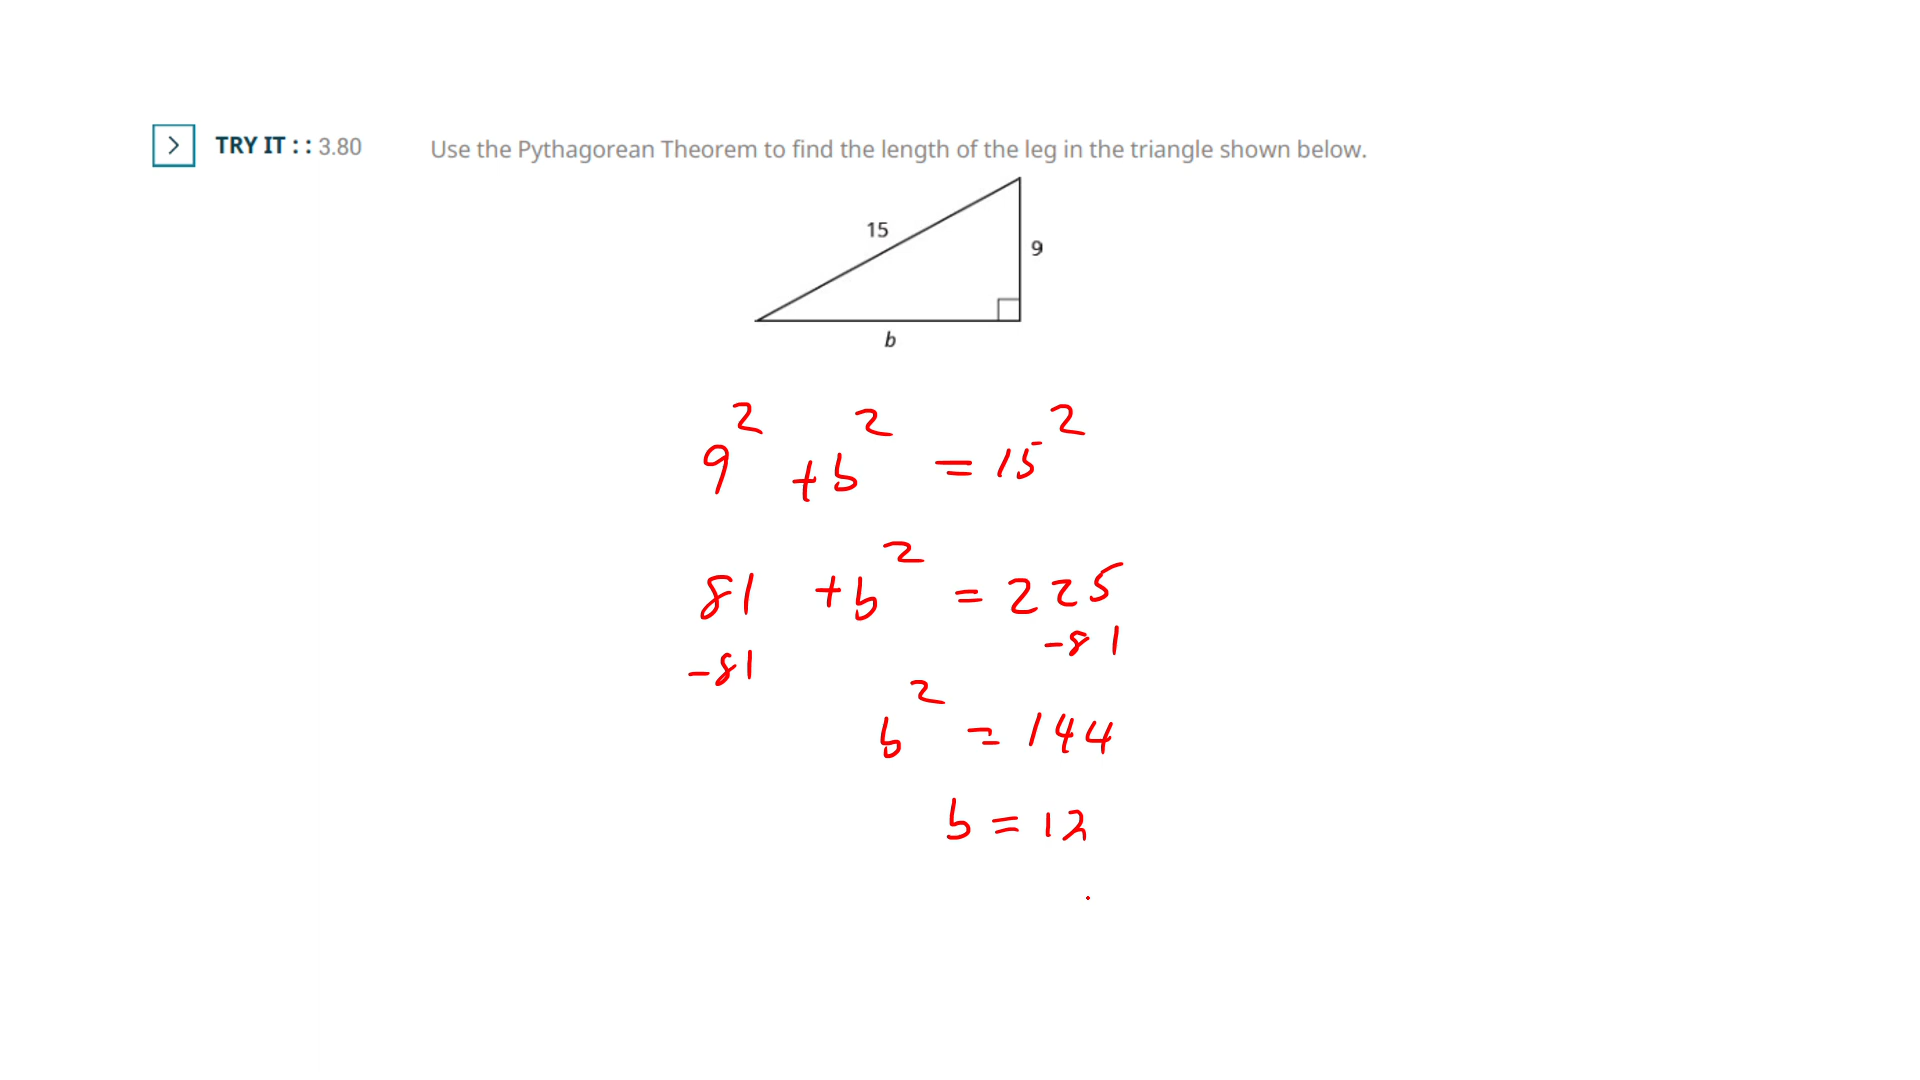 TRY IT : : 3.80 Use the Pythagorean Theorem to find the length of the leg in the triangle shown below.
15
9
b
9² + b² = 15²
81 + b² = 225
-81 -81
b² = 144
b = 12